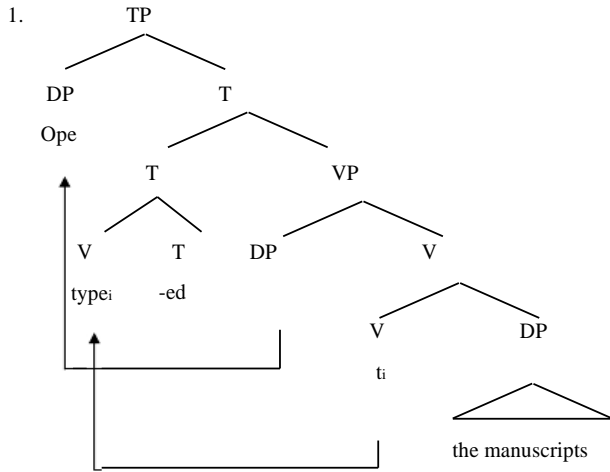 1. TP
DP T
Ope
T VP
V T DP V
typei -ed
V DP
ti
the manuscripts